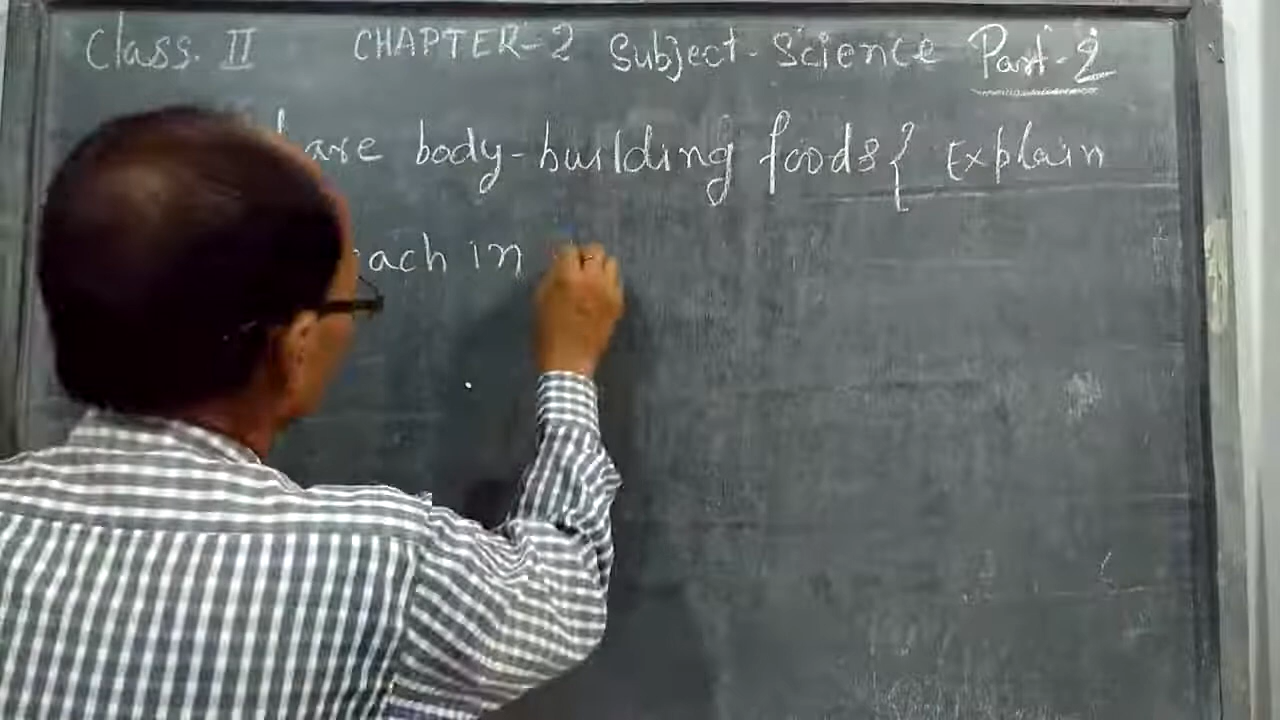 Class. II CHAPTER-2 Subject-Science Part-2
are body-building foods{ Explain
each in